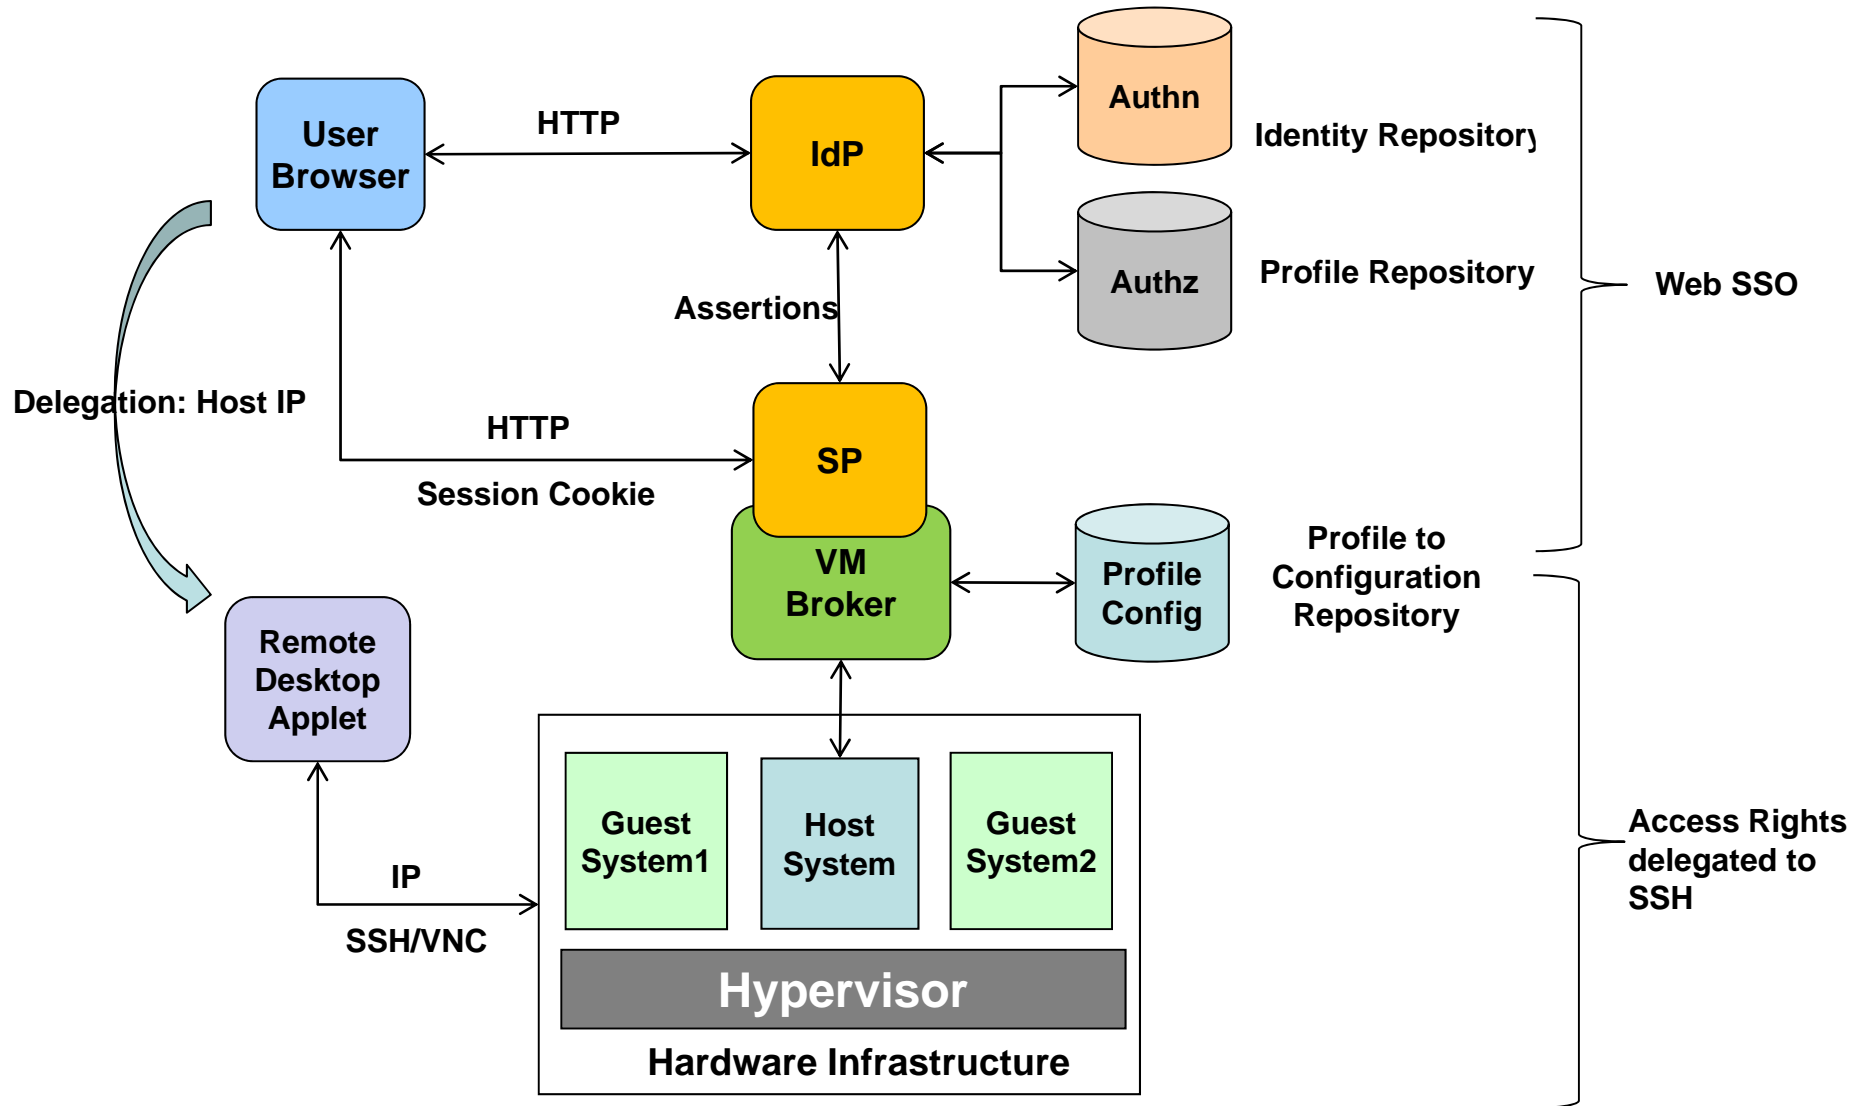 User
Browser
HTTP
IdP
Authn
Identity Repository
Authz
Profile Repository
Web SSO
Assertions
Delegation: Host IP
HTTP
Session Cookie
SP
VM
Broker
Profile
Config
Profile to
Configuration
Repository
Remote
Desktop
Applet
IP
SSH/VNC
Guest
System1
Host
System
Guest
System2
Access Rights
delegated to
SSH
Hypervisor
Hardware Infrastructure